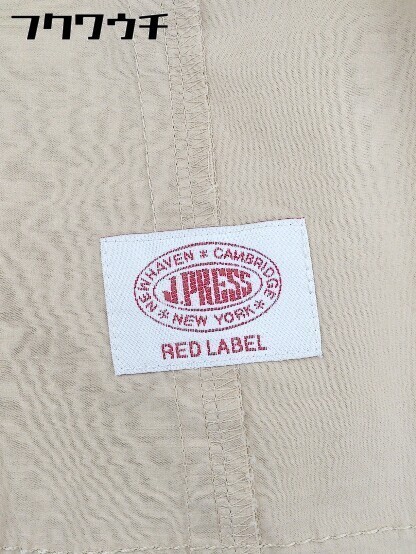 フクワウチ
NEWHAVEN * CAMBRIDGE
J.PRESS
* NEW YORK *
RED LABEL